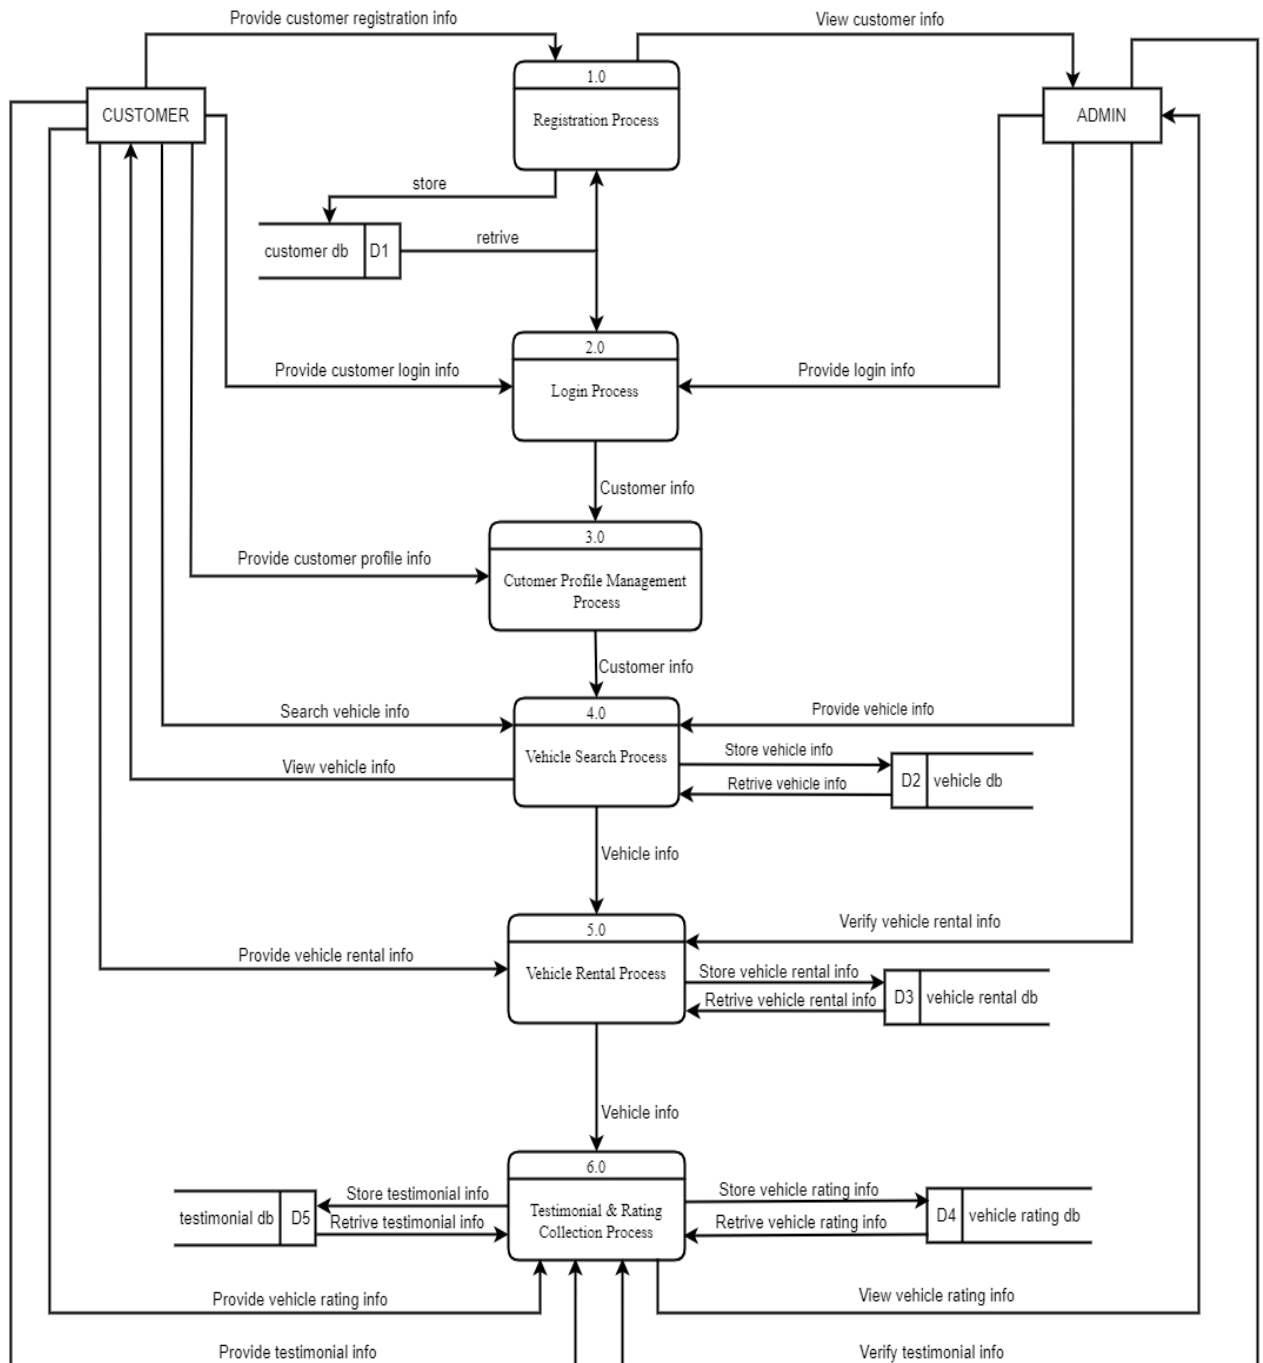 Provide customer registration info
View customer info
1.0
CUSTOMER
Registration Process
ADMIN
store
customer db
D1
retrive
2.0
Provide customer login info
Login Process
Provide login info
Customer info
3.0
Provide customer profile info
Cutomer Profile Management
Process
Customer info
4.0
Search vehicle info
Provide vehicle info
Vehicle Search Process
Store vehicle info
View vehicle info
Retrive vehicle info
D2
vehicle db
Vehicle info
5.0
Verify vehicle rental info
Provide vehicle rental info
Vehicle Rental Process
Store vehicle rental info
Retrive vehicle rental info
D3
vehicle rental db
Vehicle info
6.0
Store testimonial info
Store vehicle rating info
testimonial db
D5
Retrive testimonial info
Testimonial & Rating
Collection Process
Retrive vehicle rating info
D4
vehicle rating db
Provide vehicle rating info
View vehicle rating info
Provide testimonial info
Verify testimonial info